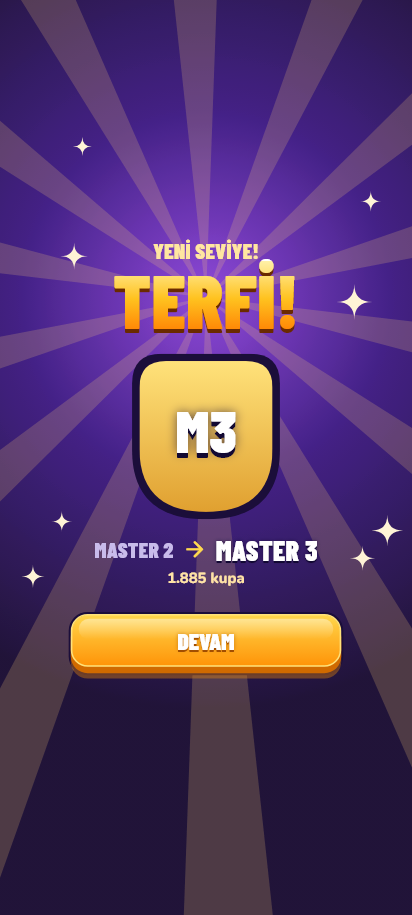 YENİ SEVİYE!
TERFİ!
M3
MASTER 2 → MASTER 3
1.885 kupa
DEVAM